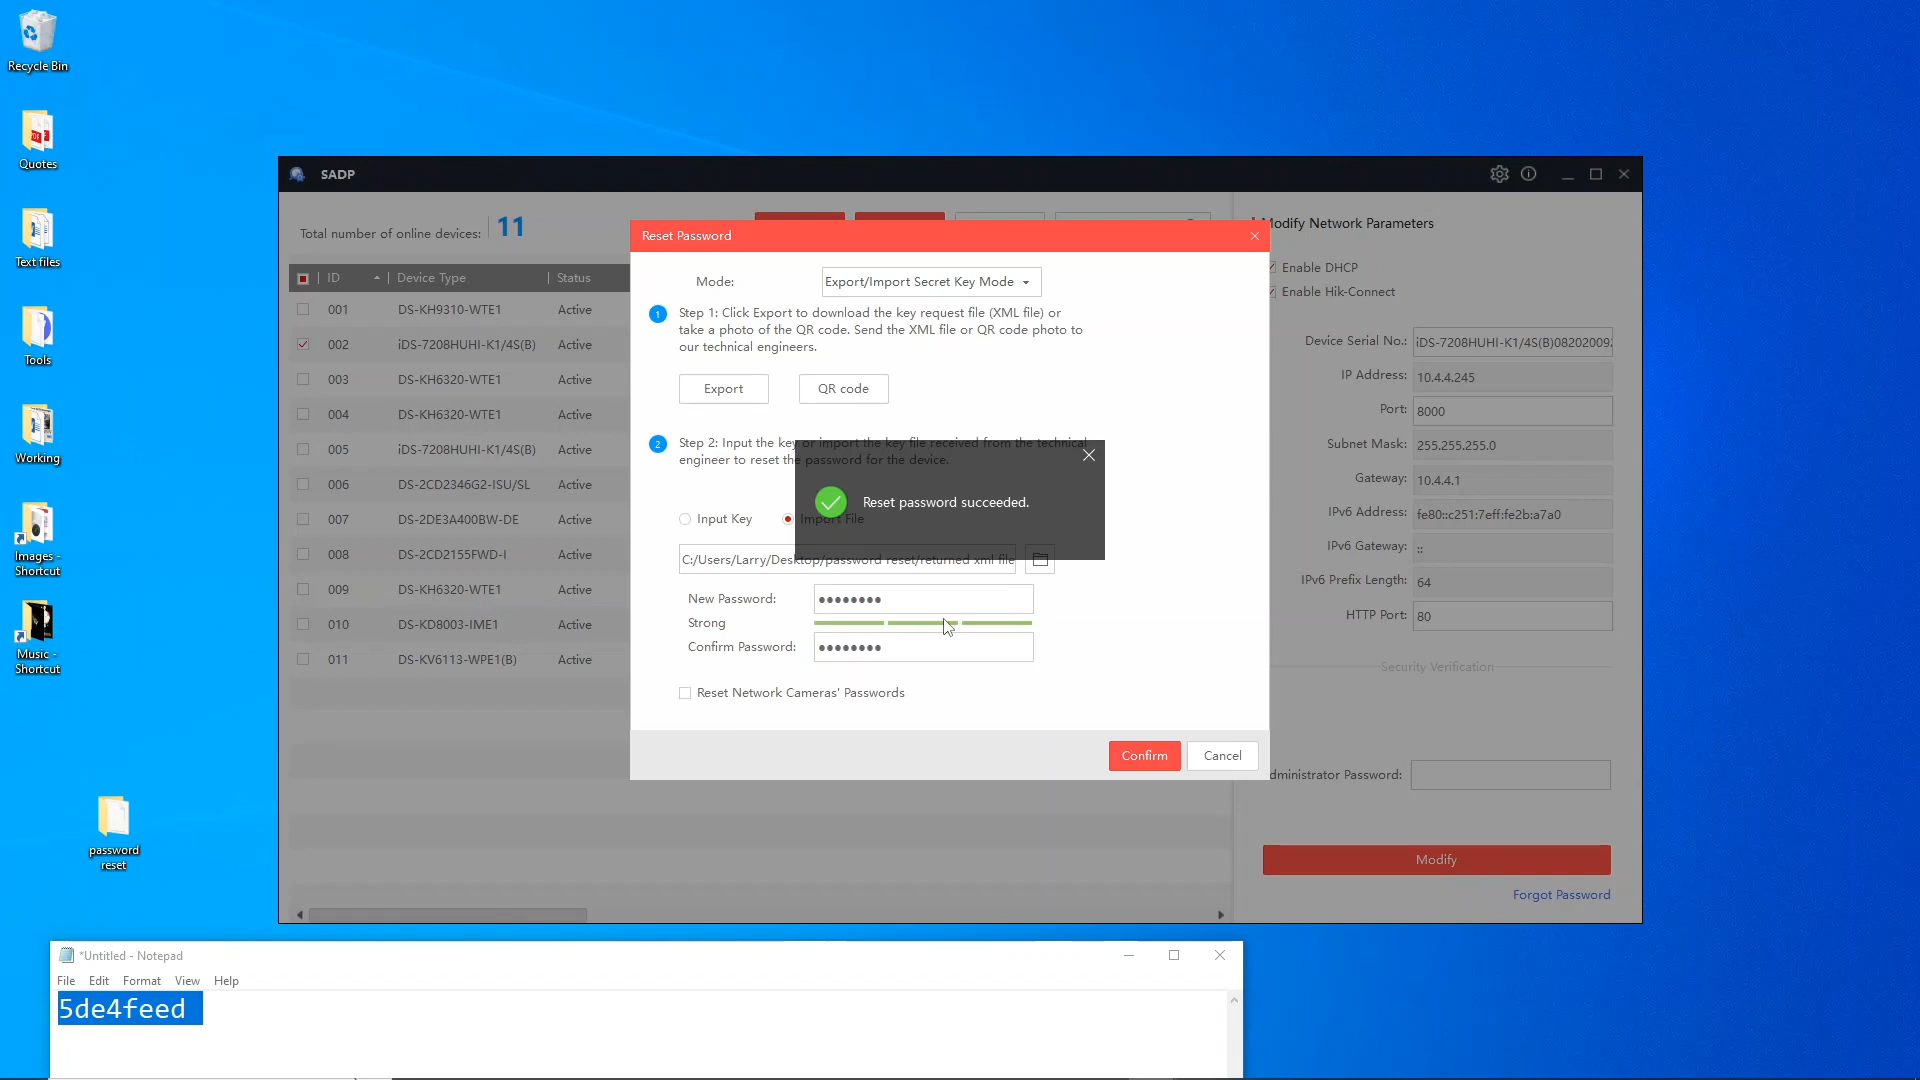 Recycle Bin
Quotes
Text files
Tools
Working
Images -
Shortcut
Music -
Shortcut
password
reset
SADP
Total number of online devices: 11
ID
Device Type
Status
001 DS-KH9310-WTE1 Active
002 iDS-7208HUHI-K1/4S(B) Active
003 DS-KH6320-WTE1 Active
004 DS-KH6320-WTE1 Active
005 iDS-7208HUHI-K1/4S(B) Active
006 DS-2CD2346G2-ISU/SL Active
007 DS-2DE3A400BW-DE Active
008 DS-2CD2155FWD-I Active
009 DS-KH6320-WTE1 Active
010 DS-KD8003-IME1 Active
011 DS-KV6113-WPE1(B) Active
Reset Password
Mode: Export/Import Secret Key Mode
1 Step 1: Click Export to download the key request file (XML file) or
take a photo of the QR code. Send the XML file or QR code photo to
our technical engineers.
Export
QR code
2 Step 2: Input the key or import the key file received from the technical
engineer to reset the password for the device.
Reset password succeeded.
Input Key
Import File
C:/Users/Larry/Desktop/password reset/returned xml file
New Password: ●●●●●●●●
Strong
Confirm Password: ●●●●●●●●
Reset Network Cameras' Passwords
Confirm
Cancel
Modify Network Parameters
Enable DHCP
Enable Hik-Connect
Device Serial No.: iDS-7208HUHI-K1/4S(B)082020092
IP Address: 10.4.4.245
Port: 8000
Subnet Mask: 255.255.255.0
Gateway: 10.4.4.1
IPv6 Address: fe80::c251:7eff:fe2b:a7a0
IPv6 Gateway: ::
IPv6 Prefix Length: 64
HTTP Port: 80
Security Verification
dministrator Password:
Modify
Forgot Password
*Untitled - Notepad
File Edit Format View Help
5de4feed